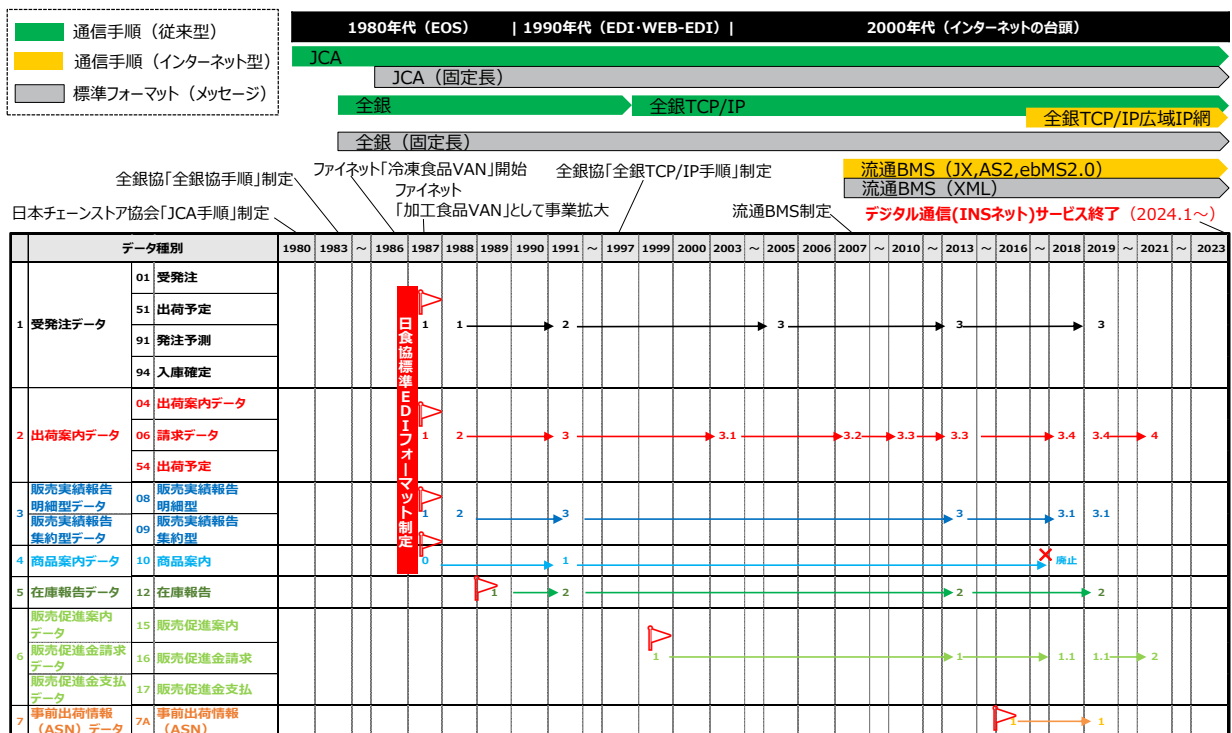 通信手順（従来型）
通信手順（インターネット型）
標準フォーマット（メッセージ）
1980年代（EOS） | 1990年代（EDI･WEB-EDI）| 2000年代（インターネットの台頭）
JCA
JCA（固定長）
全銀 全銀TCP/IP
全銀TCP/IP広域IP網
全銀（固定長）
流通BMS（JX,AS2,ebMS2.0）
流通BMS（XML）
ファイネット｢冷凍食品VAN｣開始
全銀協｢全銀TCP/IP手順｣制定
全銀協｢全銀協手順｣制定
ファイネット
｢加工食品VAN｣として事業拡大
日本チェーンストア協会｢JCA手順｣制定
流通BMS制定
デジタル通信(INSネット)サービス終了（2024.1～）
データ種別 1980 1983 ～ 1986 1987 1988 1989 1990 1991 ～ 1997 1999 2000 2003 ～ 2005 2006 2007 ～ 2010 ～ 2013 ～ 2016 ～ 2018 2019 ～ 2021 ～ 2023
日食協標準EDIフォーマット制定
01 受発注
51 出荷予定
1 受発注データ 1 1 2 3 3 3
91 発注予測
94 入庫確定
04 出荷案内データ
2 出荷案内データ 06 請求データ 1 2 3 3.1 3.2 3.3 3.3 3.4 3.4 4
54 出荷予定
3
販売実績報告
明細型データ
08
販売実績報告
明細型
1 2 3 3 3.1 3.1
販売実績報告
集約型データ
09
販売実績報告
集約型
4 商品案内データ 10 商品案内 0 1 廃止
5 在庫報告データ 12 在庫報告 1 2 2 2
6
販売促進案内
データ
15 販売促進案内
販売促進金請求
データ
16 販売促進金請求 1 1 1.1 1.1 2
販売促進金支払
データ
17 販売促進金支払
7
事前出荷情報
（ASN）データ
7A
事前出荷情報
（ASN）
1 1